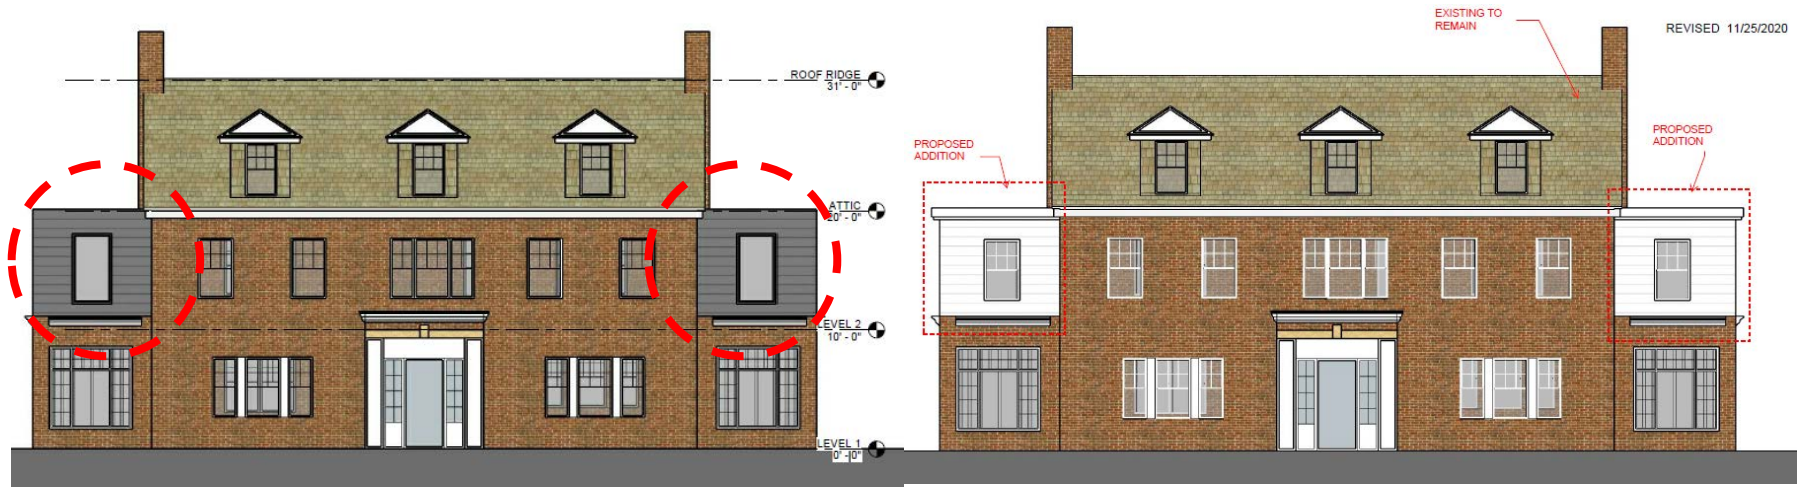 ROOF RIDGE
31' - 0"
ATTIC
20' - 0"
LEVEL 2
10' - 0"
LEVEL 1
0' - 0"
EXISTING TO
REMAIN
REVISED 11/25/2020
PROPOSED
ADDITION
PROPOSED
ADDITION